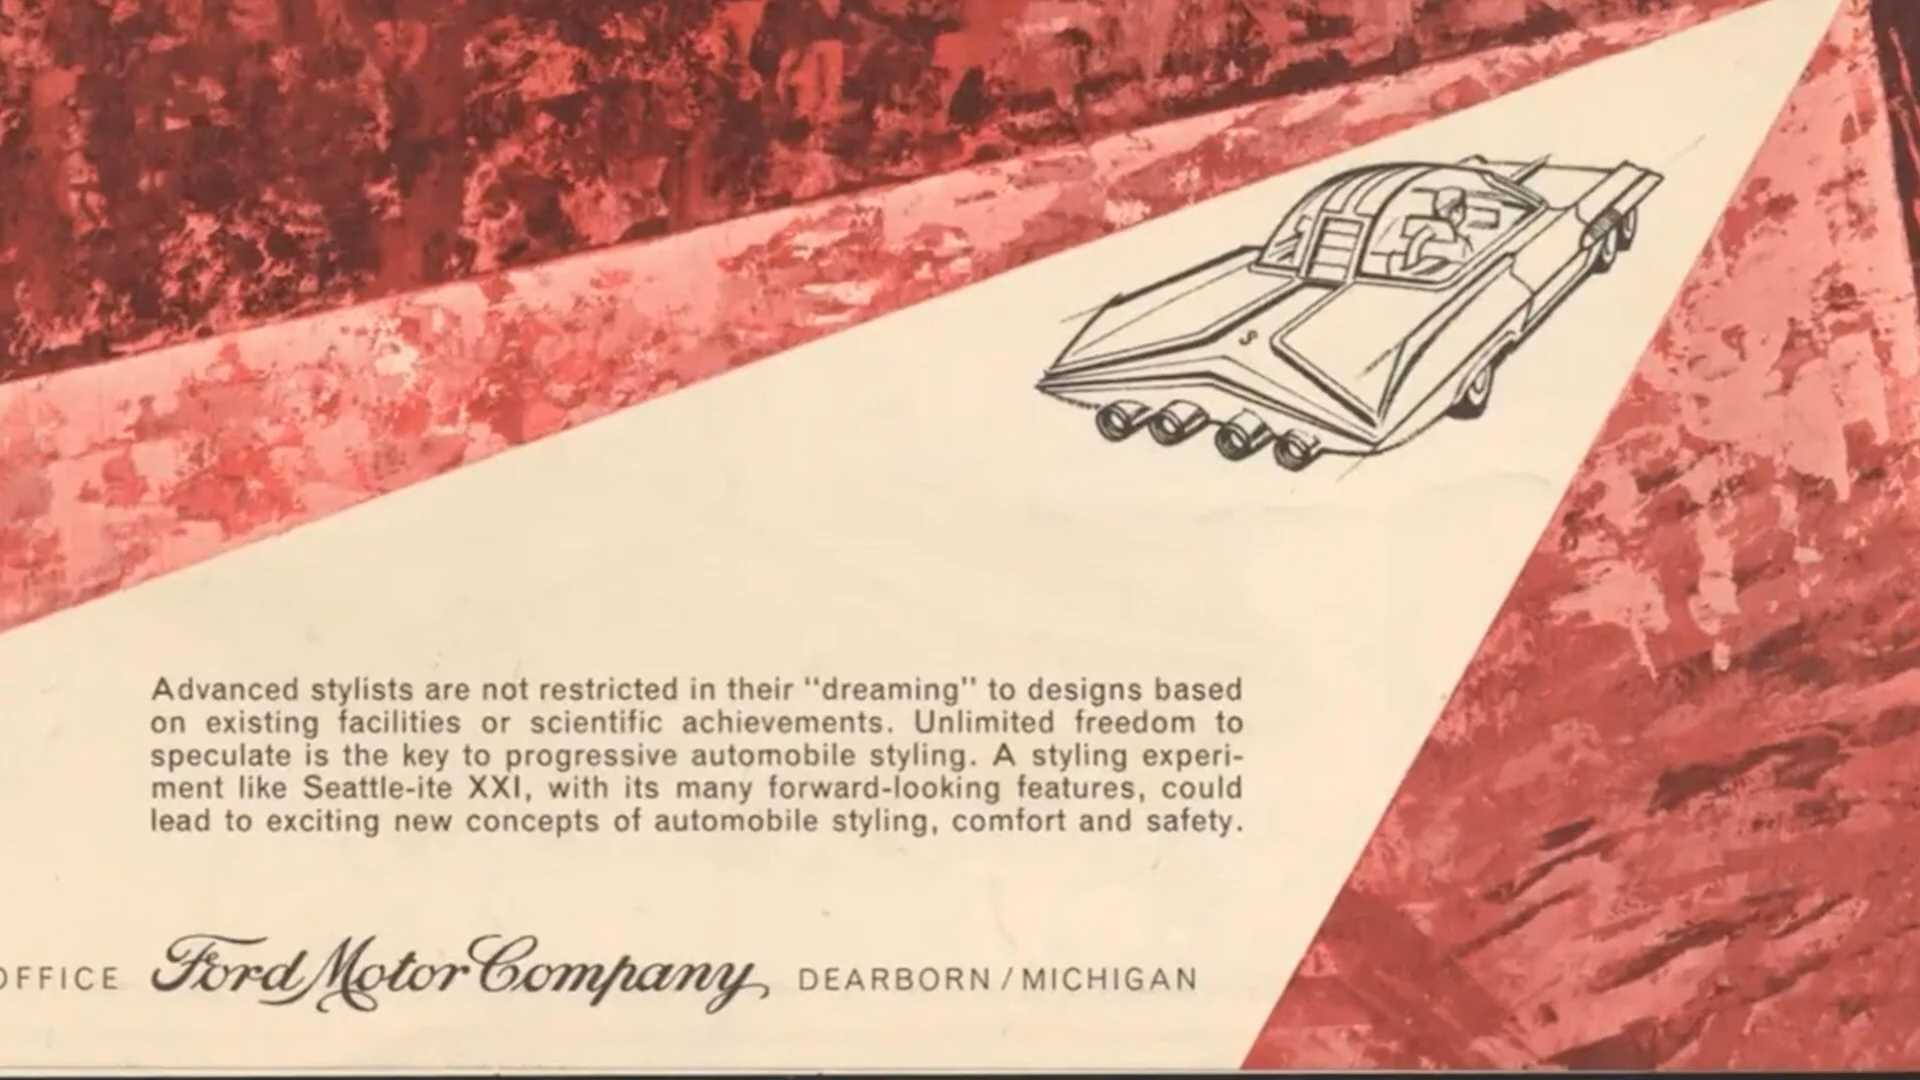 Advanced stylists are not restricted in their "dreaming" to designs based
on existing facilities or scientific achievements. Unlimited freedom to
speculate is the key to progressive automobile styling. A styling experi-
ment like Seattle-ite XXI, with its many forward-looking features, could
lead to exciting new concepts of automobile styling, comfort and safety.
OFFICE Ford Motor Company, DEARBORN/MICHIGAN